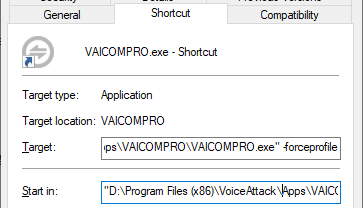 General
Shortcut
Compatibility
VAICOMPRO.exe - Shortcut
Target type: Application
Target location: VAICOMPRO
Target: ps\VAICOMPRO\VAICOMPRO.exe" -forceprofile
Start in: "D:\Program Files (x86)\VoiceAttack\Apps\VAICO